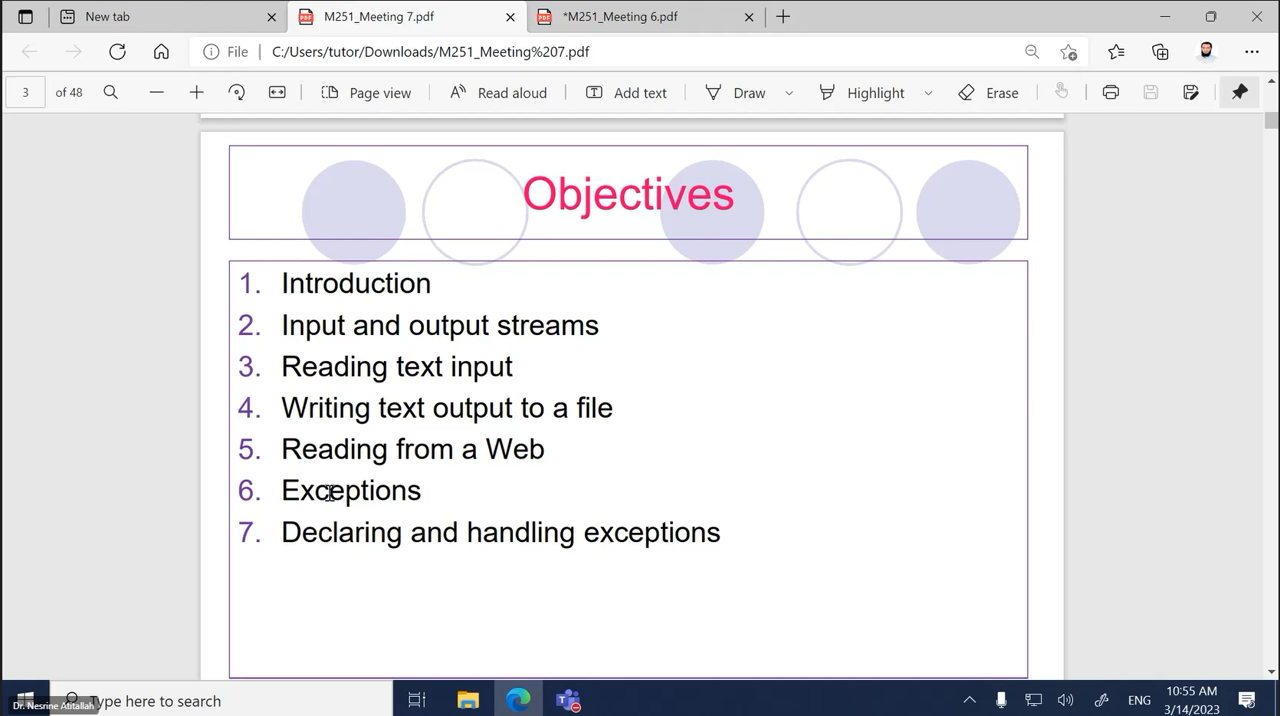 New tab
M251_Meeting 7.pdf
*M251_Meeting 6.pdf
File
C:/Users/tutor/Downloads/M251_Meeting%207.pdf
3 of 48
Page view
Read aloud
Add text
Draw
Highlight
Erase
Objectives
1. Introduction
2. Input and output streams
3. Reading text input
4. Writing text output to a file
5. Reading from a Web
6. Exceptions
7. Declaring and handling exceptions
Type here to search
Dr. Nesrine Atitallah
ENG
10:55 AM
3/14/2023